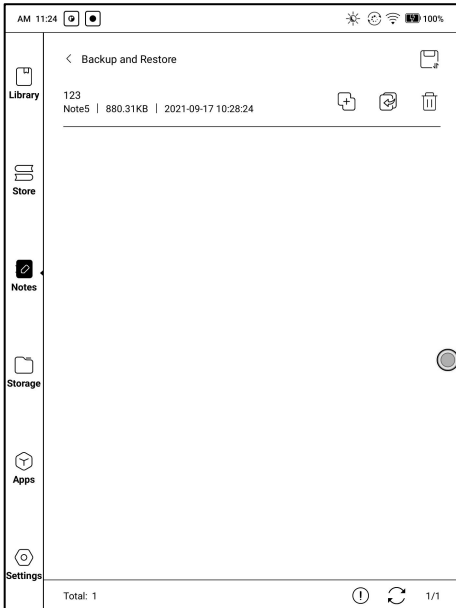 AM 11:24
100%
Backup and Restore
123
Note5 | 880.31KB | 2021-09-17 10:28:24
Library
Store
Notes
Storage
Apps
Settings
Total: 1
1/1